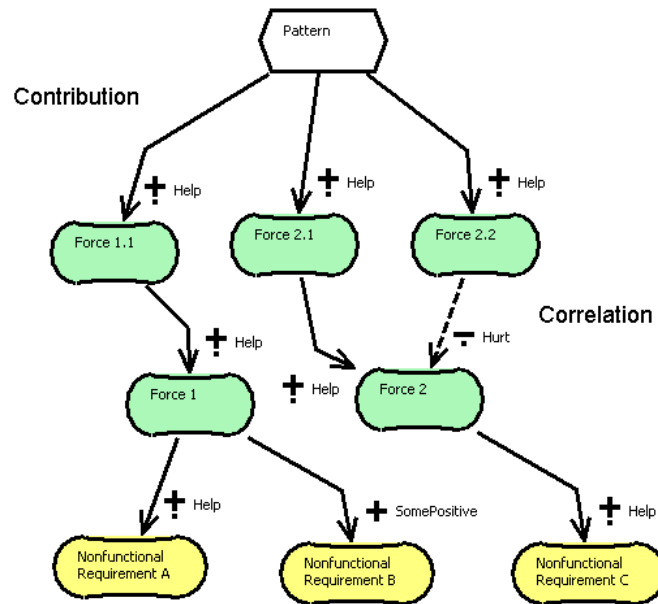 Pattern
Contribution
Help
Help
Help
Force 1.1
Force 2.1
Force 2.2
Correlation
Hurt
Help
Help
Force 1
Force 2
Help
SomePositive
Help
Nonfunctional
Requirement A
Nonfunctional
Requirement B
Nonfunctional
Requirement C